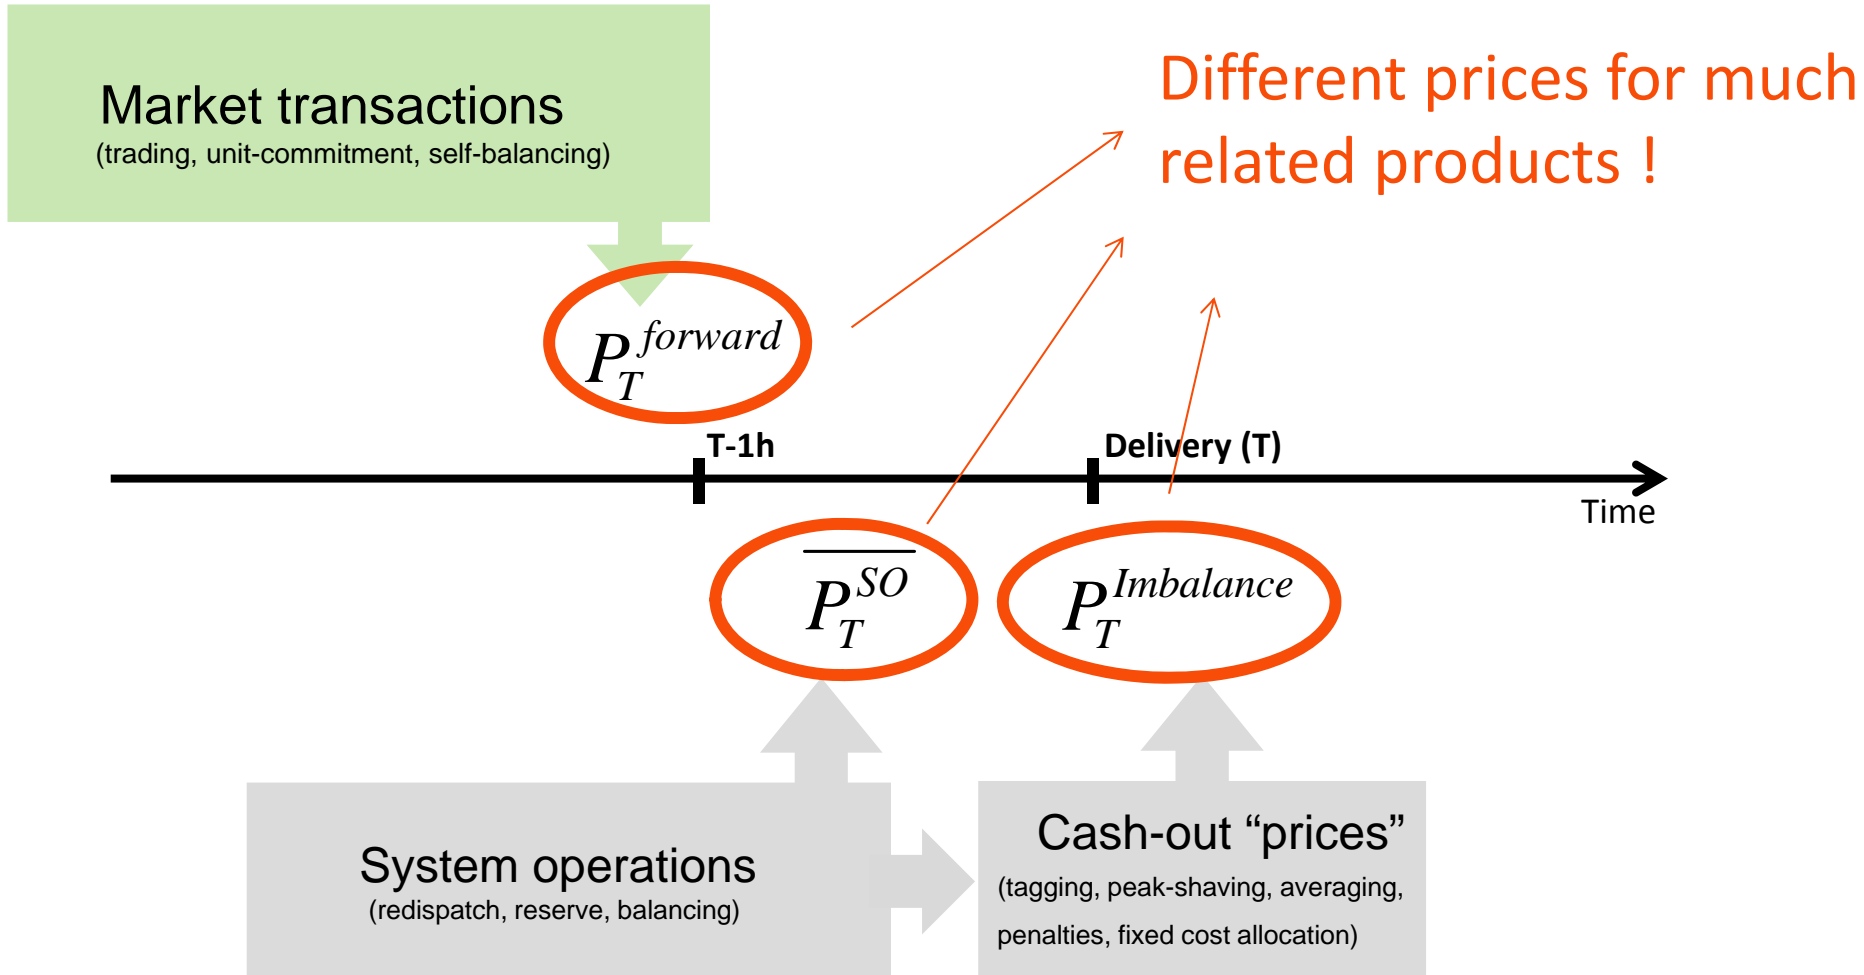 Market transactions
(trading, unit-commitment, self-balancing)
Different prices for much
related products !
P_T^{forward}
T-1h
Delivery (T)
Time
\overline{P_T^{SO}}
P_T^{Imbalance}
System operations
(redispatch, reserve, balancing)
Cash-out “prices”
(tagging, peak-shaving, averaging,
penalties, fixed cost allocation)